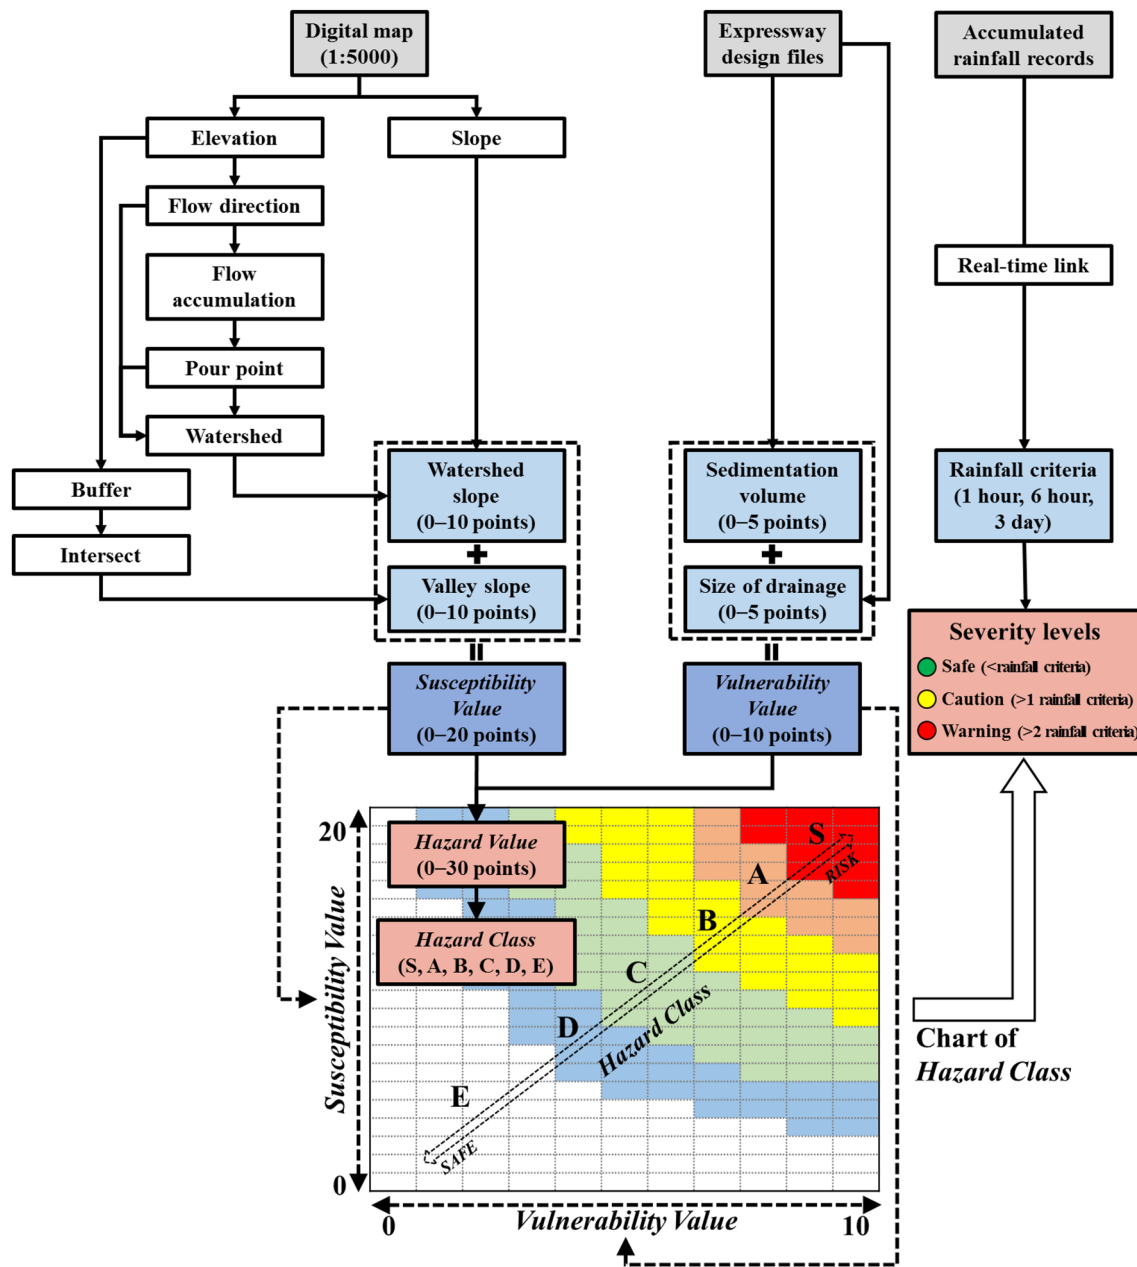 Digital map
(1:5000)
Expressway
design files
Accumulated
rainfall records
Elevation
Slope
Flow direction
Flow
accumulation
Real-time link
Pour point
Watershed
Buffer
Intersect
Watershed
slope
(0–10 points)
+
Valley slope
(0–10 points)
=
Susceptibility
Value
(0–20 points)
Sedimentation
volume
(0–5 points)
+
Size of drainage
(0–5 points)
=
Vulnerability
Value
(0–10 points)
Rainfall criteria
(1 hour, 6 hour,
3 day)
Severity levels
Safe (<rainfall criteria)
Caution (>1 rainfall criteria)
Warning (>2 rainfall criteria)
Hazard Value
(0–30 points)
Hazard Class
(S, A, B, C, D, E)
20
Susceptibility Value
0
S
A
B
C
D
E
RISK
Hazard Class
SAFE
0
Vulnerability Value
10
Chart of
Hazard Class